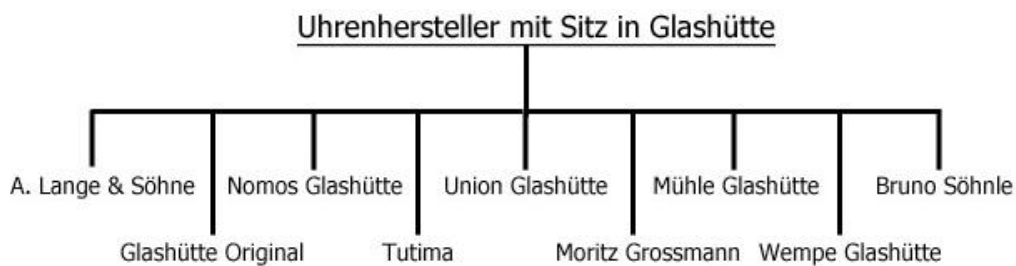 Uhrenhersteller mit Sitz in Glashütte
A. Lange & Söhne Nomos Glashütte Union Glashütte Mühle Glashütte Bruno Söhnle
Glashütte Original Tutima Moritz Grossmann Wempe Glashütte